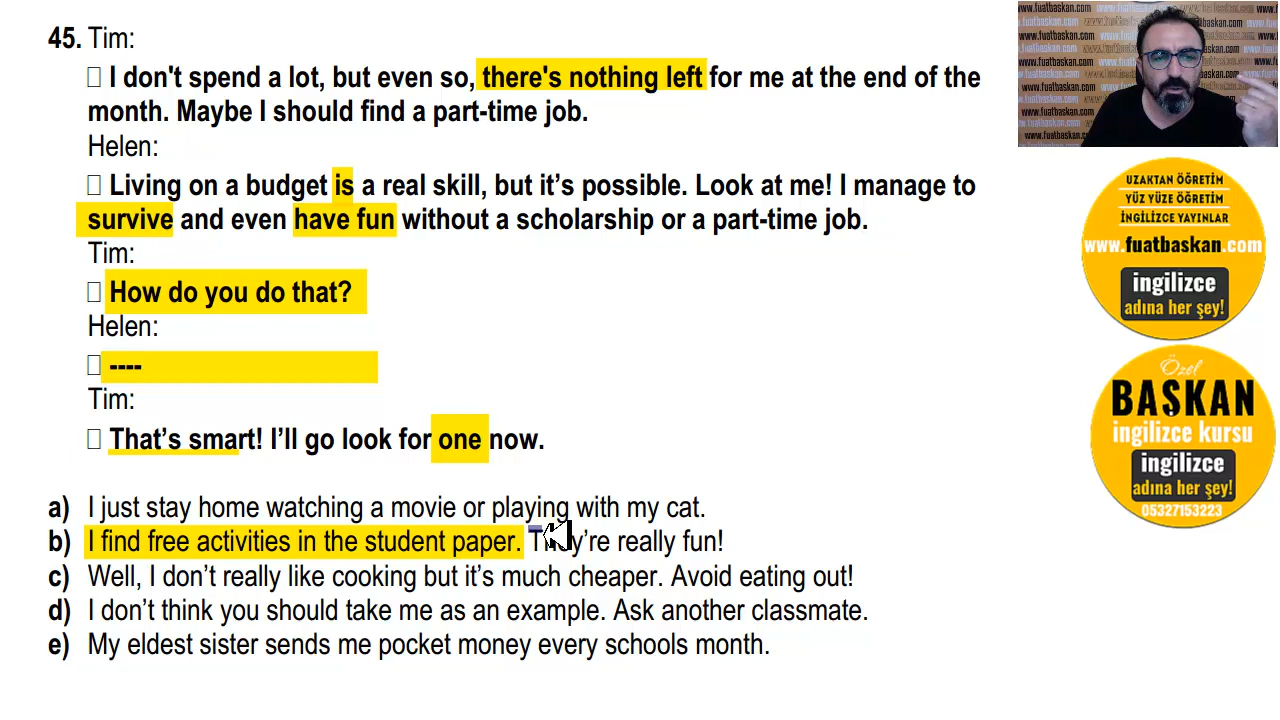 45. Tim:
I don't spend a lot, but even so, there's nothing left for me at the end of the
month. Maybe I should find a part-time job.
Helen:
Living on a budget is a real skill, but it’s possible. Look at me! I manage to
survive and even have fun without a scholarship or a part-time job.
Tim:
How do you do that?
Helen:
----
Tim:
That’s smart! I’ll go look for one now.
a) I just stay home watching a movie or playing with my cat.
b) I find free activities in the student paper. They’re really fun!
c) Well, I don’t really like cooking but it’s much cheaper. Avoid eating out!
d) I don’t think you should take me as an example. Ask another classmate.
e) My eldest sister sends me pocket money every schools month.
www.fuatbaskan.com
UZAKTAN ÖĞRETİM
YÜZ YÜZE ÖĞRETİM
İNGİLİZCE YAYINLAR
www.fuatbaskan.com
ingilizce
adına her şey!
Özel
BAŞKAN
ingilizce kursu
ingilizce
adına her şey!
05327153223